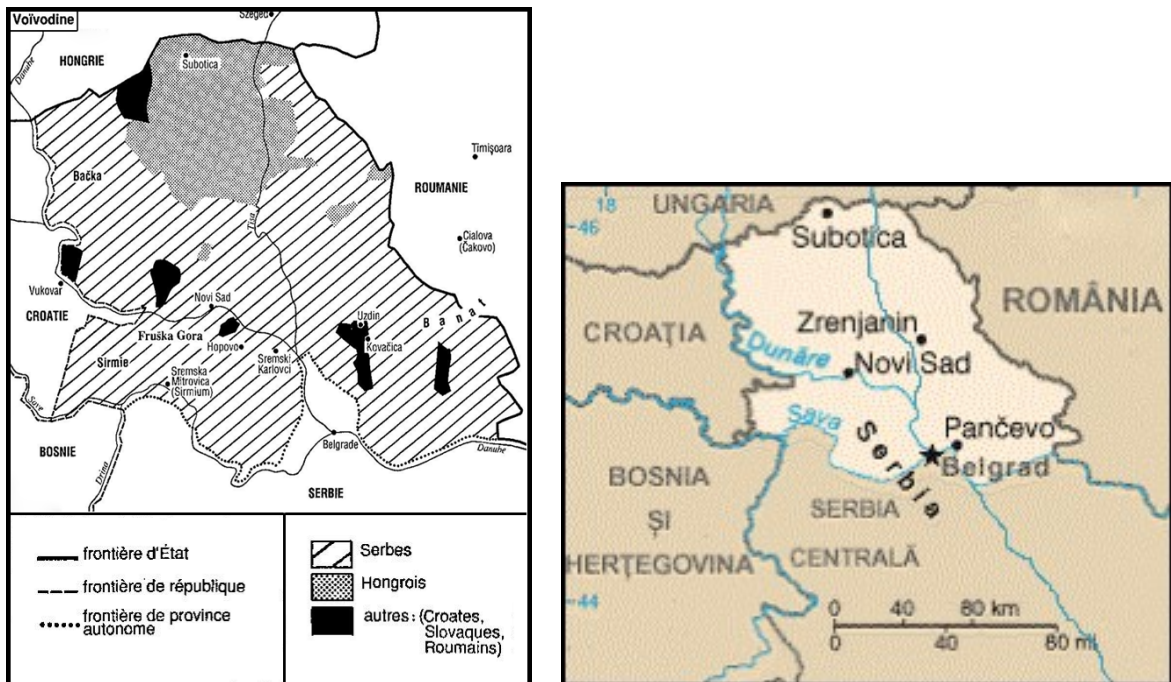 Voïvodine
Szeged
HONGRIE
Danube
Subotica
Timişoara
Bačka
ROUMANIE
Tisa
Cialova
(Čakovo)
Vukovar
Novi Sad
Banat
CROATIE
Fruška Gora
Uzdin
Hopovo
Kovačica
Sirmie
Sremski
Karlovci
Sremska
Mitrovica
(Sirmium)
Save
BOSNIE
Drina
Belgrade
Danube
SERBIE
frontière d'État
frontière de république
frontière de province
autonome
Serbes
Hongrois
autres : (Croates,
Slovaques,
Roumains)
18
UNGARIA
21
46
Subotica
ROMÂNIA
CROAŢIA
Zrenjanin
Dunăre
Novi Sad
Sava
Serbia
Pančevo
Belgrad
BOSNIA
ŞI
HERŢEGOVINA
SERBIA
CENTRALĂ
44
0 40 80 km
0 40 80 mi